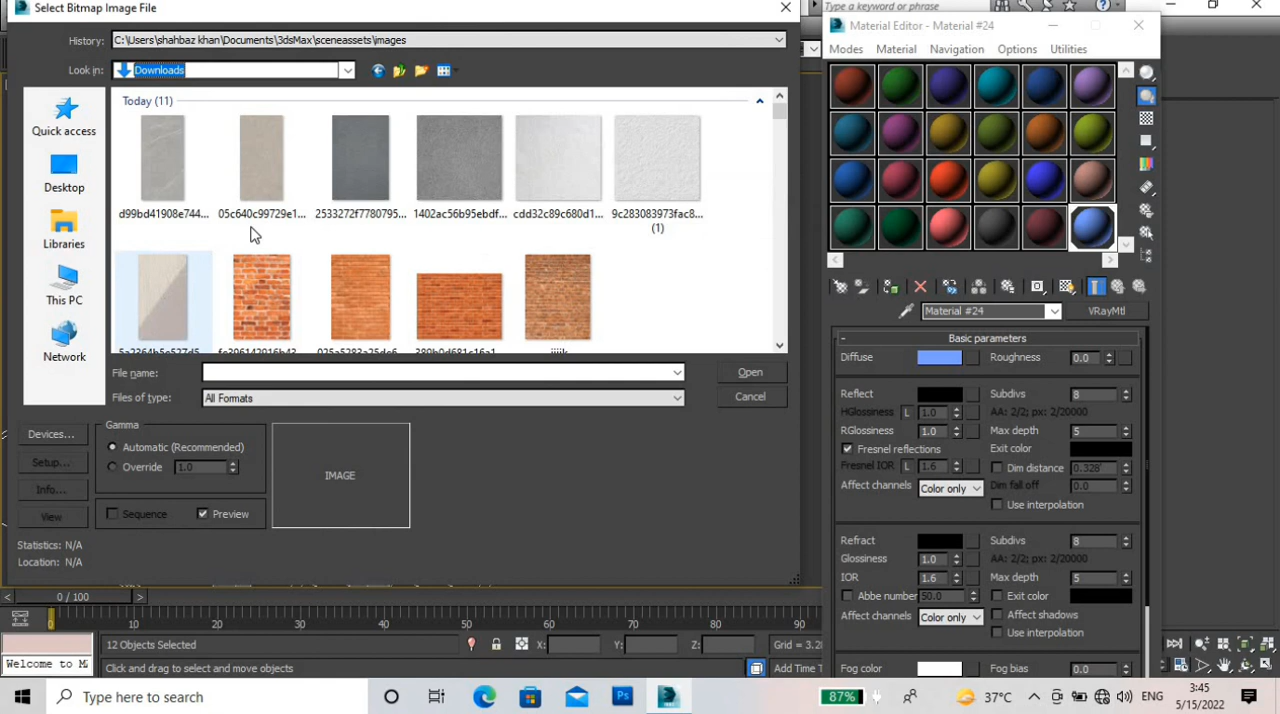 Select Bitmap Image File
Type a keyword or phrase
Material Editor - Material #24
History:
C:\Users\shahbaz khan\Documents\3dsMax\sceneassets\images
Look in:
Downloads
Modes
Material
Navigation
Options
Utilities
Today (11)
Quick access
Desktop
Libraries
This PC
Network
d99bd41908e744...
05c640c99729e1...
2533272f7780795...
1402ac56b95ebdf...
cdd32c89c680d1...
9c283083973fac8...
(1)
Material #24
VRayMtl
Basic parameters
Diffuse
Roughness
0.0
Reflect
Subdivs
8
HGlossiness
L
1.0
AA: 2/2; px: 2/20000
RGlossiness
1.0
Max depth
5
Fresnel reflections
Exit color
Fresnel IOR
L
1.6
Dim distance
0.328'
Affect channels
Color only
Dim fall off
0.0
Use interpolation
Refract
Subdivs
8
Glossiness
1.0
AA: 2/2; px: 2/20000
IOR
1.6
Max depth
5
Abbe number
50.0
Exit color
Affect channels
Color only
Affect shadows
Use interpolation
Fog color
Fog bias
0.0
File name:
Open
Files of type:
All Formats
Cancel
Devices...
Setup...
Info...
View
Gamma
Automatic (Recommended)
Override
1.0
Sequence
Preview
IMAGE
Statistics: N/A
Location: N/A
0 / 100
0
10
20
30
40
50
60
70
80
90
12 Objects Selected
X:
Y:
Z:
Grid = 3.28
Welcome to M
Click and drag to select and move objects
Add Time T
Type here to search
Ps
87%
37°C
ENG
3:45
5/15/2022